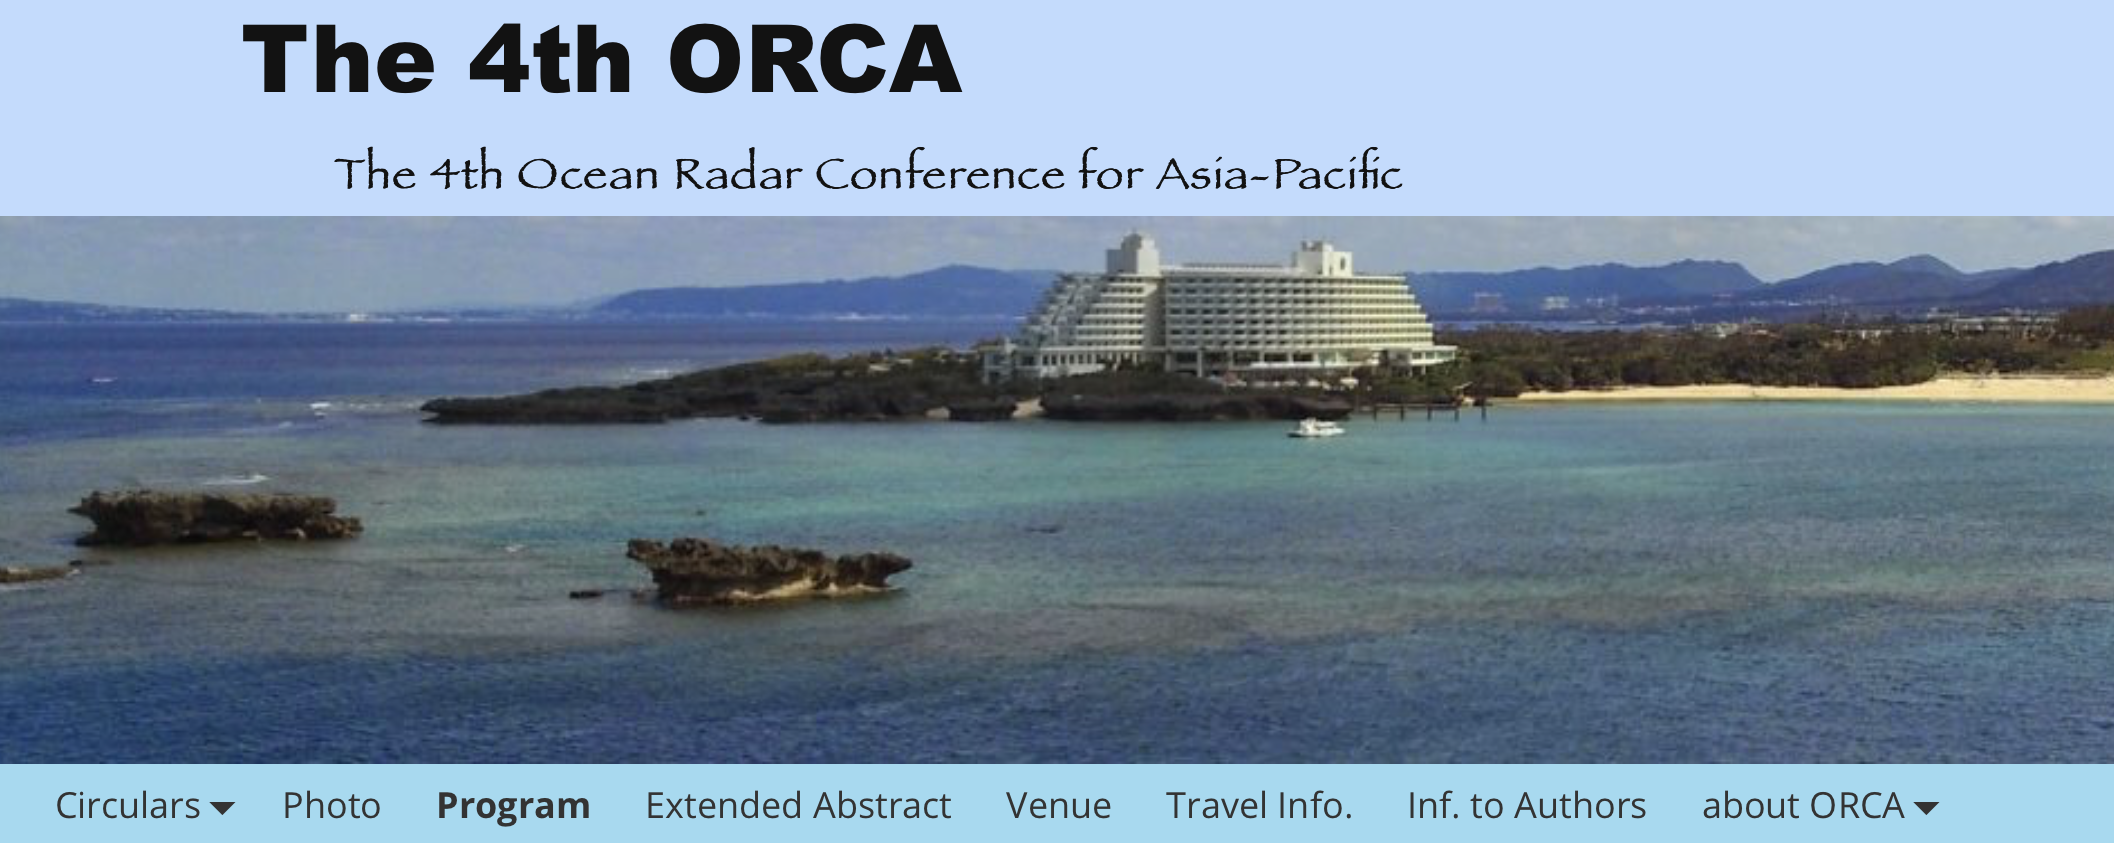 The 4th ORCA
The 4th Ocean Radar Conference for Asia-Pacific
Circulars Photo Program Extended Abstract Venue Travel Info. Inf. to Authors about ORCA